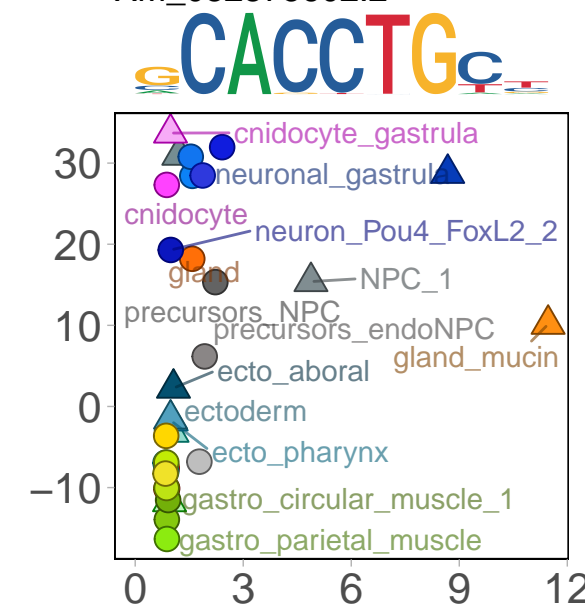 CACCTGC
cnidocyte_gastrula
30
neuronal_gastrula
cnidocyte
neuron_Pou4_FoxL2_2
20
gland
NPC_1
precursors_NPC
10
precursors_endoNPC
gland_mucin
ecto_aboral
0
ectoderm
ecto_pharynx
−10
gastro_circular_muscle_1
gastro_parietal_muscle
0 3 6 9 12